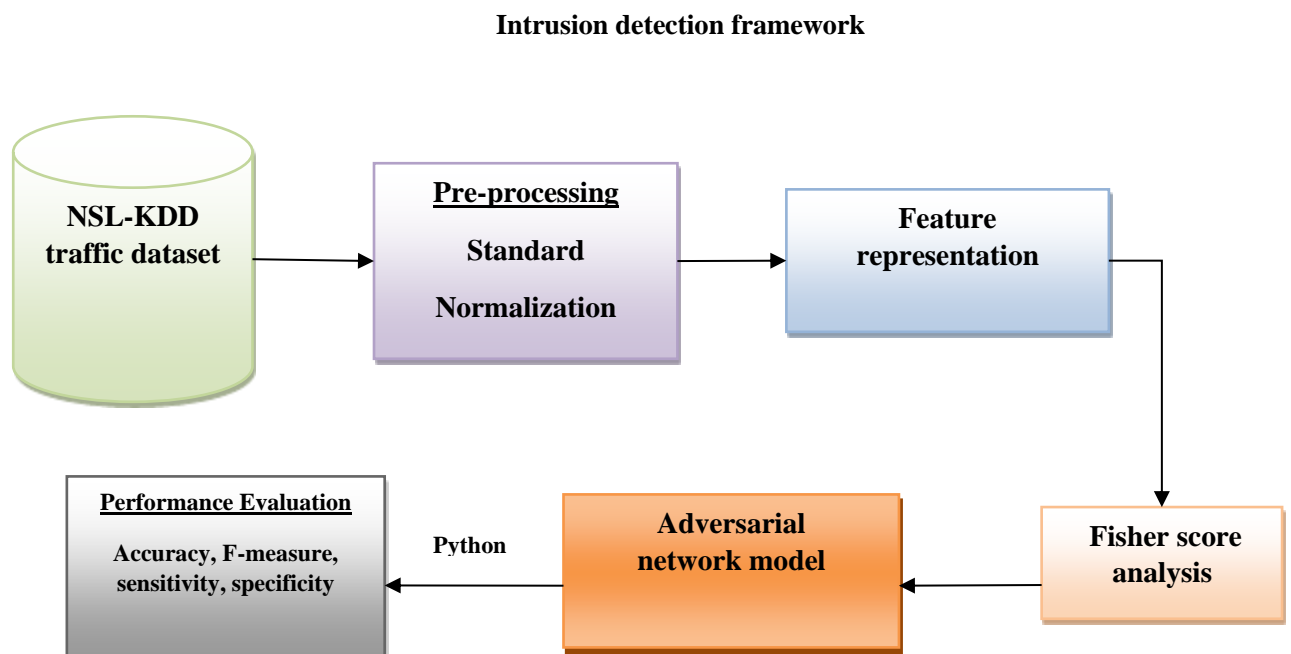 Intrusion detection framework
NSL-KDD
traffic dataset
Pre-processing
Standard
Normalization
Feature
representation
Fisher score
analysis
Adversarial
network model
Python
Performance Evaluation
Accuracy, F-measure,
sensitivity, specificity